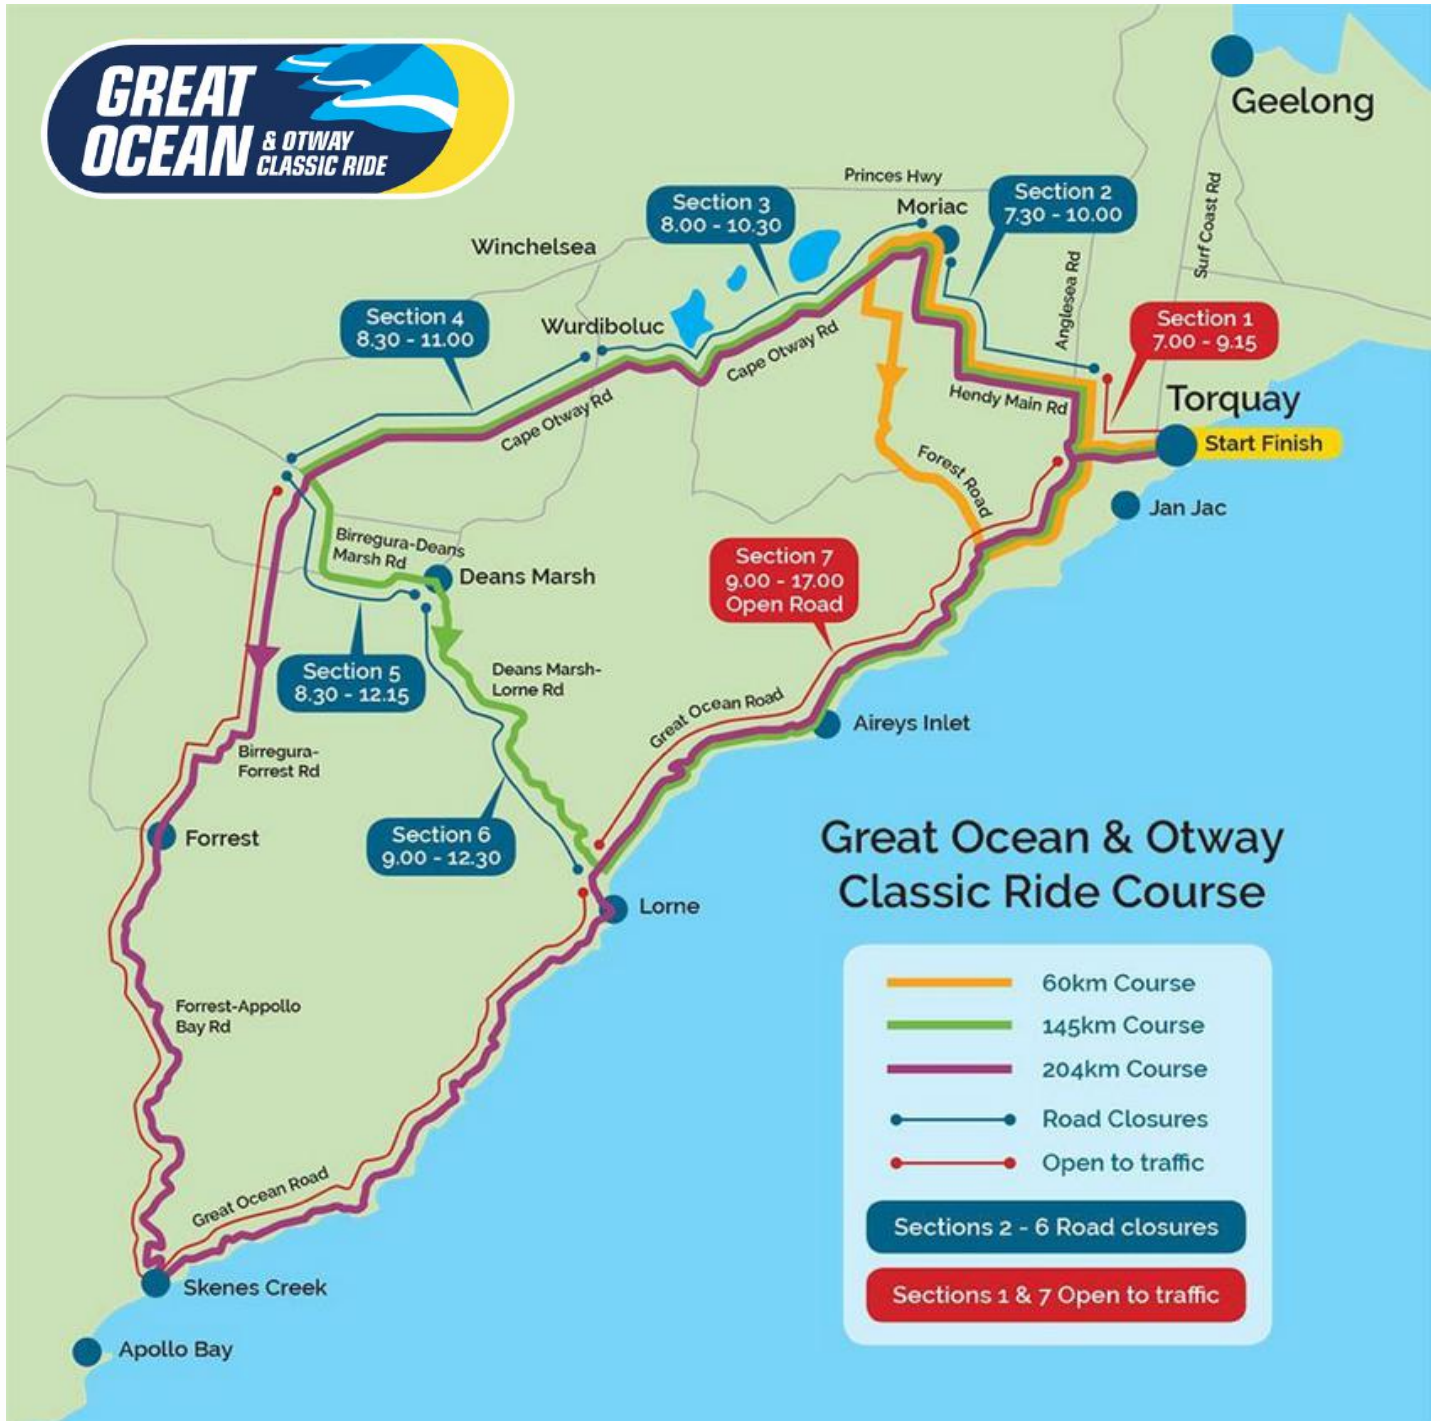 GREAT
OCEAN
& OTWAY
CLASSIC RIDE
Geelong
Princes Hwy
Moriac
Section 2
7.30 - 10.00
Section 3
8.00 - 10.30
Surf Coast Rd
Winchelsea
Anglesea Rd
Section 4
8.30 - 11.00
Wurdiboluc
Section 1
7.00 - 9.15
Cape Otway Rd
Torquay
Hendy Main Rd
Cape Otway Rd
Start Finish
Forest Road
Jan Jac
Birregura-Deans
Marsh Rd
Deans Marsh
Section 7
9.00 - 17.00
Open Road
Section 5
8.30 - 12.15
Deans Marsh-
Lorne Rd
Great Ocean Road
Aireys Inlet
Birregura-
Forrest Rd
Forrest
Section 6
9.00 - 12.30
Great Ocean & Otway
Classic Ride Course
Lorne
60km Course
Forrest-Appollo
Bay Rd
145km Course
204km Course
Road Closures
Open to traffic
Great Ocean Road
Sections 2 - 6 Road closures
Skenes Creek
Sections 1 & 7 Open to traffic
Apollo Bay